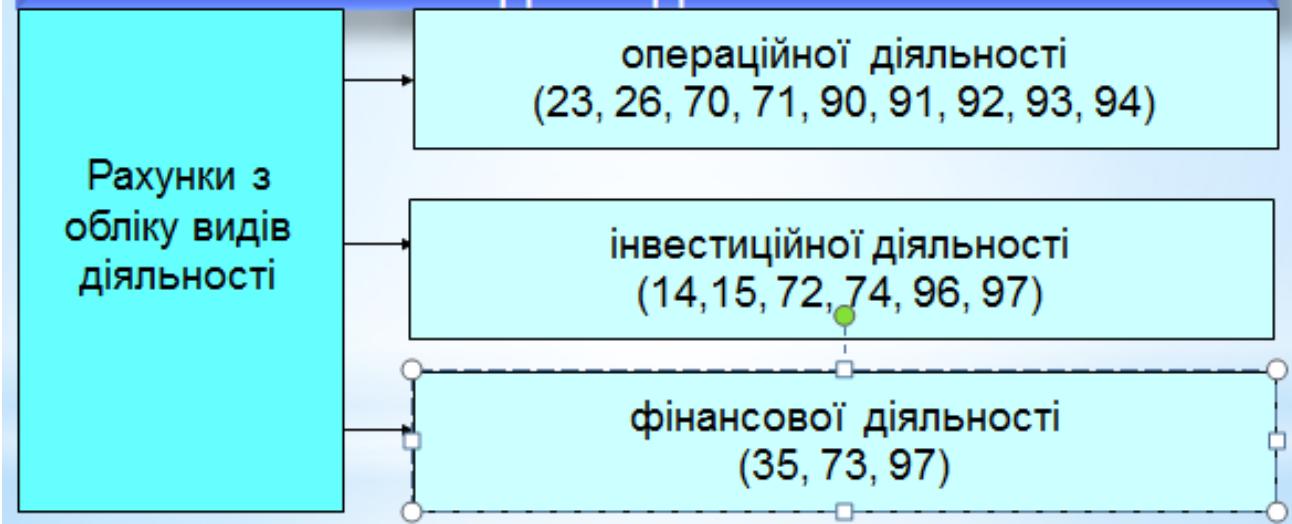 Рахунки з
обліку видів
діяльності
операційної діяльності
(23, 26, 70, 71, 90, 91, 92, 93, 94)
інвестиційної діяльності
(14,15, 72, 74, 96, 97)
фінансової діяльності
(35, 73, 97)